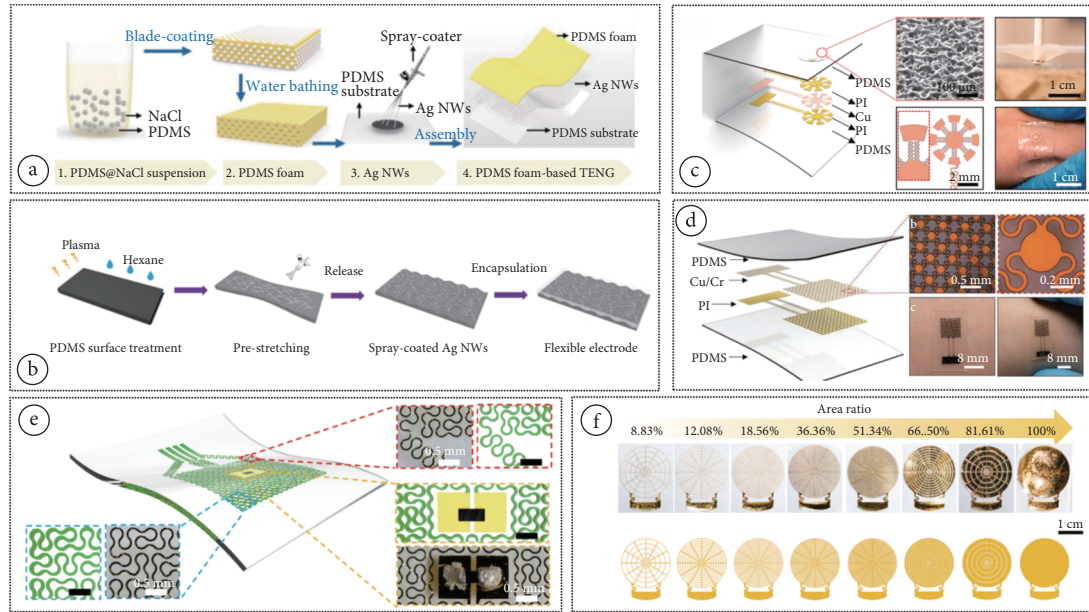 a
Blade-coating
Water bathing
NaCl
PDMS
Spray-coater
PDMS
substrate
Ag NWs
Assembly
PDMS foam
Ag NWs
PDMS substrate
1. PDMS@NaCl suspension
2. PDMS foam
3. Ag NWs
4. PDMS foam-based TENG
b
Plasma
Hexane
Release
Encapsulation
PDMS surface treatment
Pre-stretching
Spray-coated Ag NWs
Flexible electrode
c
PDMS
PI
Cu
PI
PDMS
100 μm
1 cm
2 mm
1 cm
d
PDMS
Cu/Cr
PI
PDMS
b
0.5 mm
0.2 mm
c
8 mm
8 mm
e
0.5 mm
0.5 mm
0.5 mm
f
Area ratio
8.83% 12.08% 18.56% 36.36% 51.34% 66..50% 81.61% 100%
1 cm